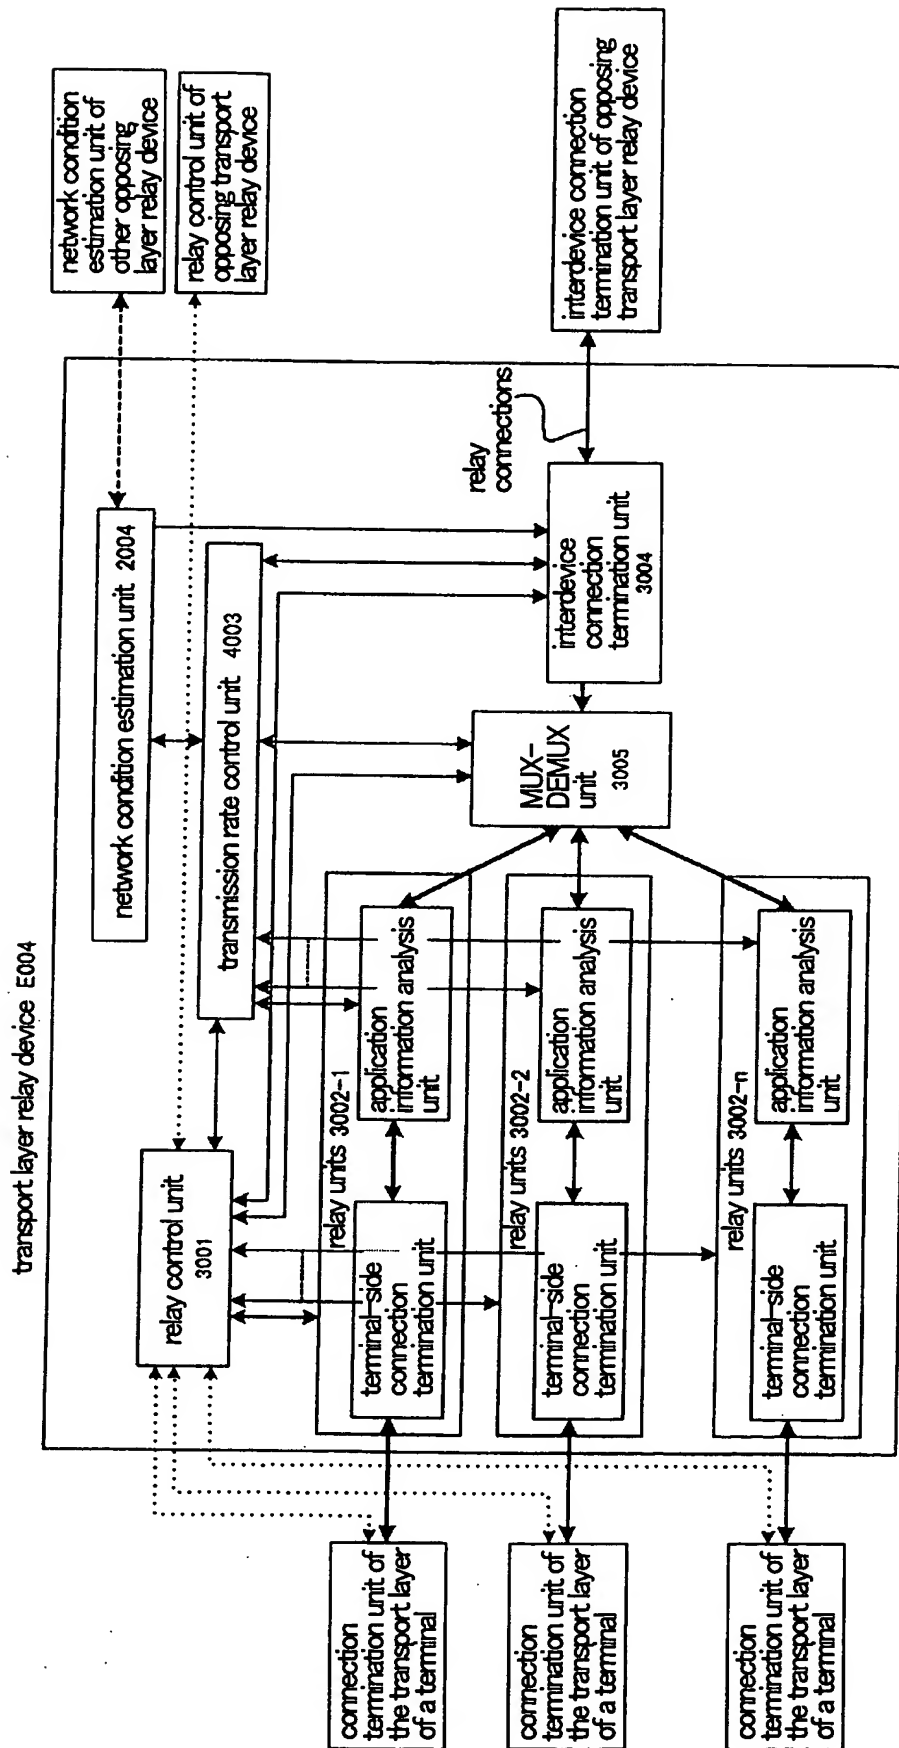 transport layer relay device E004
network condition
estimation unit of
other opposing
layer relay device
relay control unit of
opposing transport
layer relay device
network condition estimation unit 2004
transmission rate control unit 4003
relay control unit
3001
relay
connections
interdevice connection
termination unit of opposing
transport layer relay device
interdevice
connection
termination unit
3004
MUX-
DEMUX
unit
3005
relay units 3002-1
terminal-side
connection
termination unit
application
information analysis
unit
relay units 3002-2
terminal-side
connection
termination unit
application
information analysis
unit
relay units 3002-n
terminal-side
connection
termination unit
application
information analysis
unit
connection
termination unit of
the transport layer
of a terminal
connection
termination unit of
the transport layer
of a terminal
connection
termination unit of
the transport layer
of a terminal